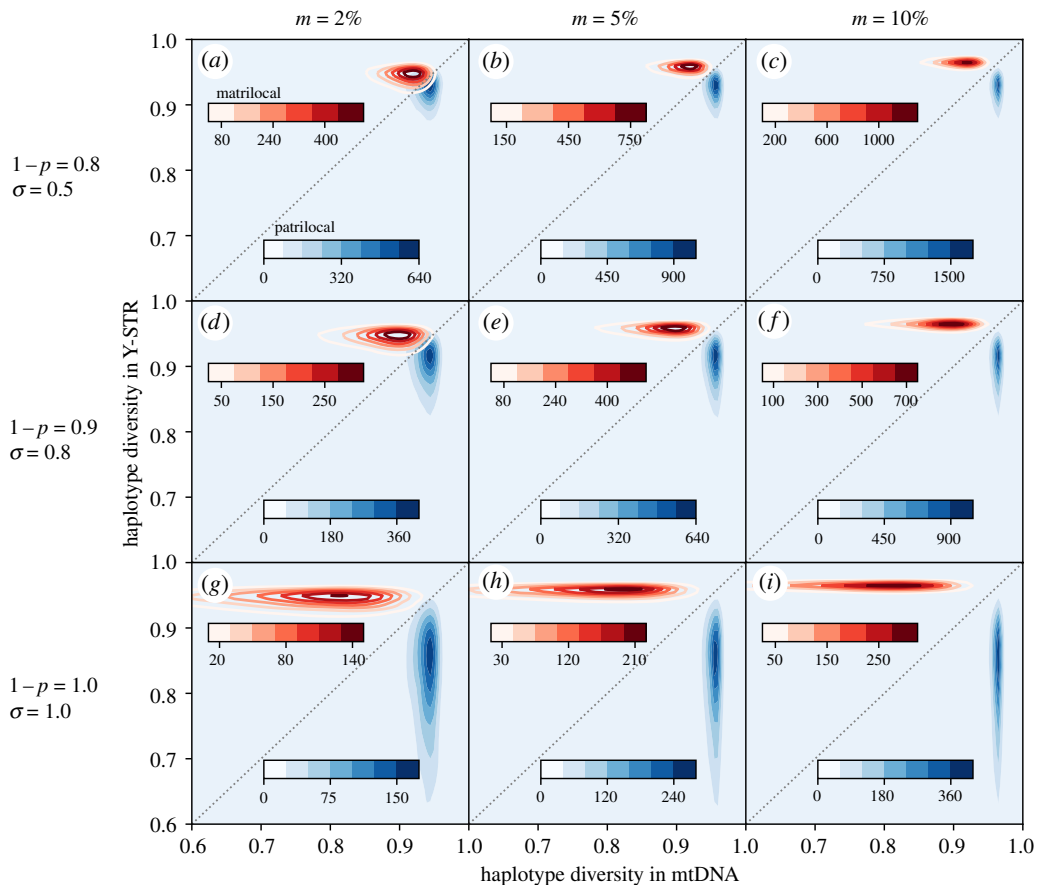 m = 2% m = 5% m = 10%
1.0 (a) (b) (c)
0.9 matrilocal
80 240 400 150 450 750 200 600 1000
1 – p = 0.8
σ = 0.5
0.8
0.7 patrilocal
0 320 640 0 450 900 0 750 1500
1.0 (d) (e) (f)
0.9
50 150 250 80 240 400 100 300 500 700
1 – p = 0.9
σ = 0.8
0.8
0.7
0 180 360 0 320 640 0 450 900
haplotype diversity in Y-STR
1.0 (g) (h) (i)
0.9
20 80 140 30 120 210 50 150 250
1 – p = 1.0
σ = 1.0
0.8
0.7
0 75 150 0 120 240 0 180 360
0.6
0.6 0.7 0.8 0.9 1.0 0.7 0.8 0.9 1.0 0.7 0.8 0.9 1.0
haplotype diversity in mtDNA